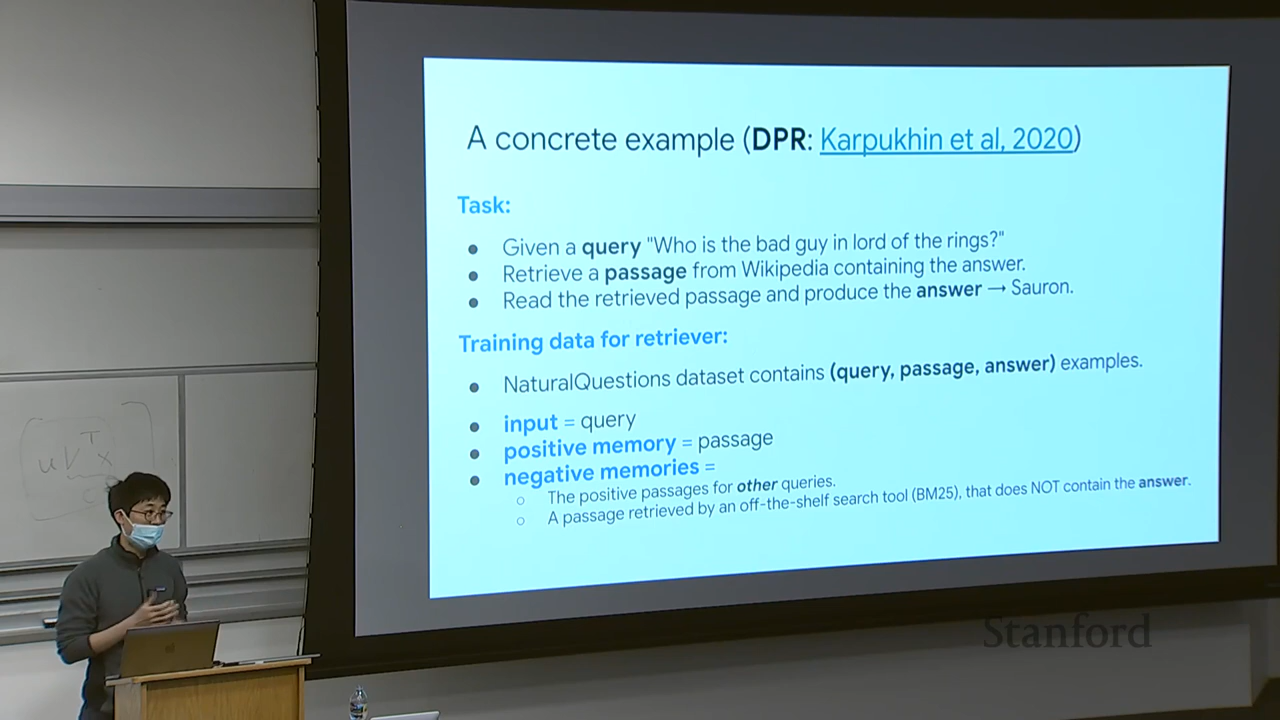 A concrete example (DPR: Karpukhin et al, 2020)
Task:
Given a query "Who is the bad guy in lord of the rings?"
Retrieve a passage from Wikipedia containing the answer.
Read the retrieved passage and produce the answer → Sauron.
Training data for retriever:
NaturalQuestions dataset contains (query, passage, answer) examples.
input = query
positive memory = passage
negative memories =
The positive passages for other queries.
A passage retrieved by an off-the-shelf search tool (BM25), that does NOT contain the answer.
u V^T x
Stanford